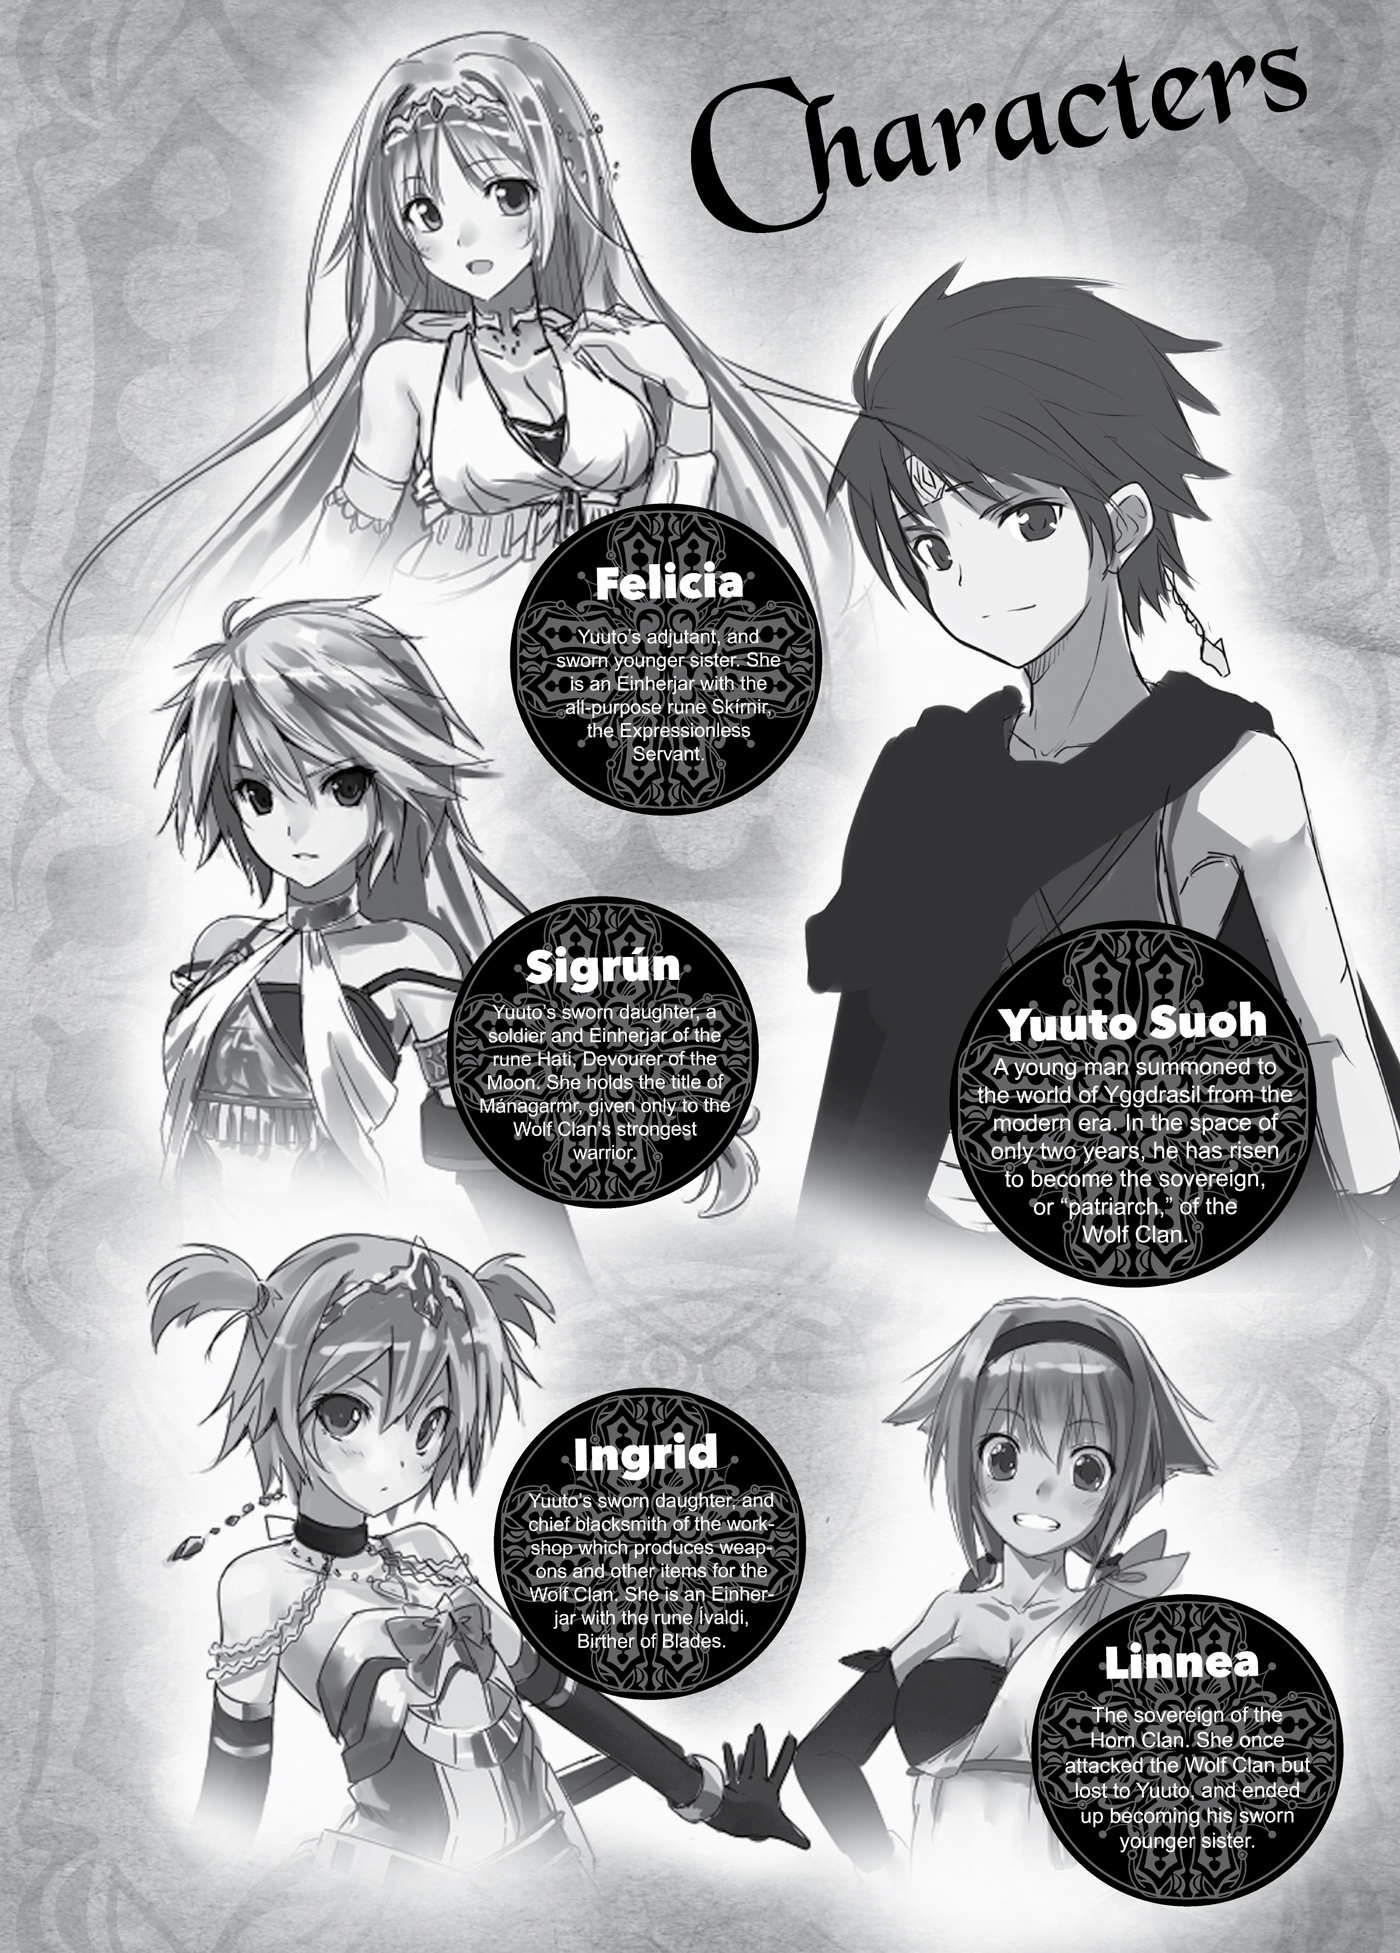 Characters
Felicia
Yuuto's adjutant, and
sworn younger sister. She
is an Einherjar with the
all-purpose rune Skírnir,
the Expressionless
Servant.
Sigrún
Yuuto's sworn daughter, a
soldier and Einherjar of the
rune Hati, Devourer of the
Moon. She holds the title of
Mánagarmr, given only to the
Wolf Clan's strongest
warrior.
Yuuto Suoh
A young man summoned to
the world of Yggdrasil from the
modern era. In the space of
only two years, he has risen
to become the sovereign,
or “patriarch,” of the
Wolf Clan.
Ingrid
Yuuto's sworn daughter, and
chief blacksmith of the work-
shop which produces weap-
ons and other items for the
Wolf Clan. She is an Einher-
jar with the rune Ívaldi,
Birther of Blades.
Linnea
The sovereign of the
Horn Clan. She once
attacked the Wolf Clan but
lost to Yuuto, and ended
up becoming his sworn
younger sister.